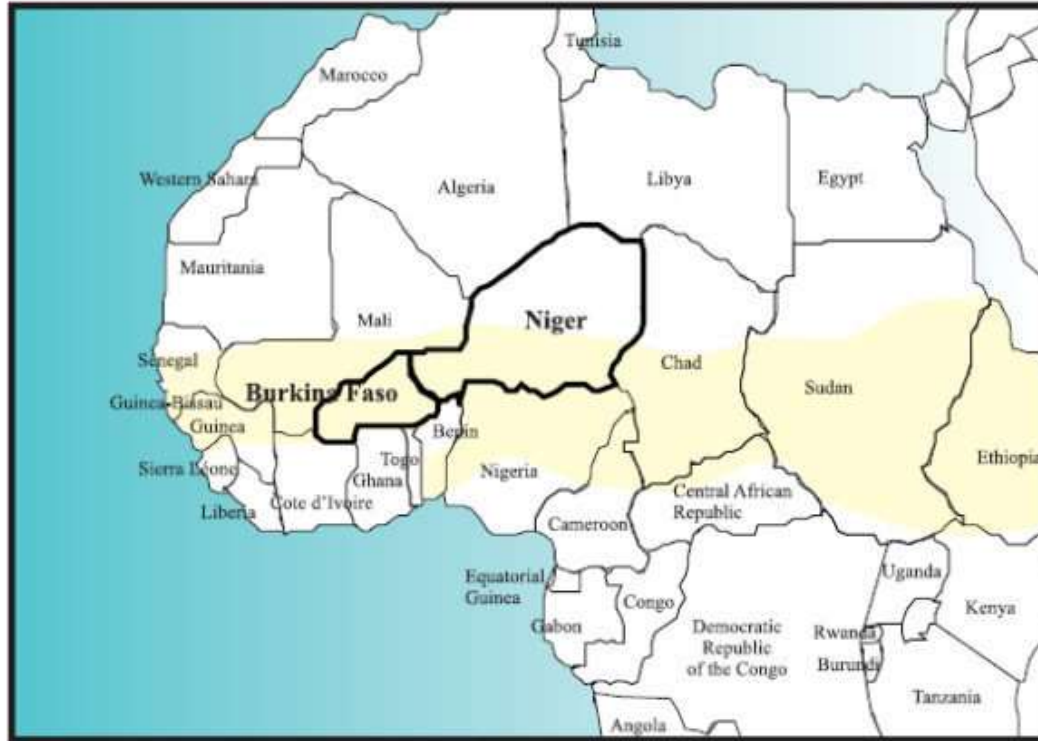 Tunisia
Marocco
Western Sahara
Algeria
Libya
Egypt
Mauritania
Mali
Niger
Chad
Sudan
Senegal
Burkina Faso
Guinea-Bissau
Guinea
Benin
Ethiopia
Sierra Léone
Togo
Ghana
Nigeria
Liberia
Cote d'Ivoire
Central African
Republic
Cameroon
Equatorial
Guinea
Uganda
Congo
Kenya
Gabon
Democratic
Republic
of the Congo
Rwanda
Burundi
Tanzania
Angola